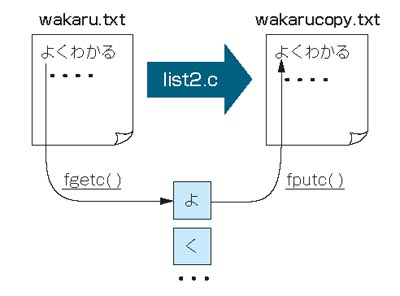 wakaru.txt
wakarucopy.txt
よくわかる
・・・・
list2.c
よくわかる
・・・・
fgetc()
よ
fputc()
く
・・・